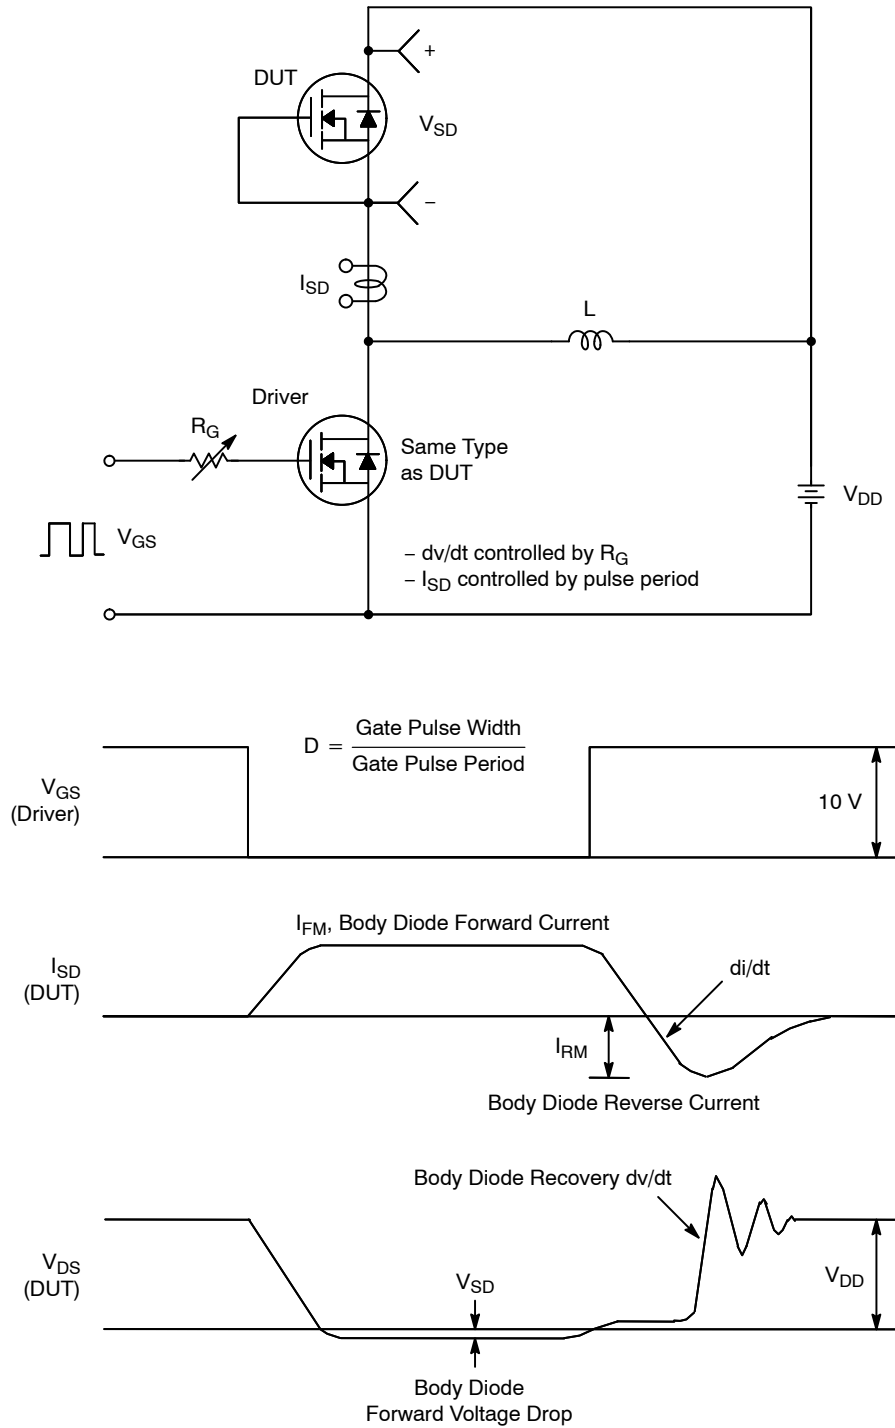 +
DUT
V_SD
–
I_SD
L
Driver
R_G
Same Type
as DUT
V_DD
V_GS
– dv/dt controlled by R_G
– I_SD controlled by pulse period
D = Gate Pulse Width / Gate Pulse Period
V_GS
(Driver)
10 V
I_FM, Body Diode Forward Current
I_SD
(DUT)
di/dt
I_RM
Body Diode Reverse Current
Body Diode Recovery dv/dt
V_DS
(DUT)
V_SD
V_DD
Body Diode
Forward Voltage Drop